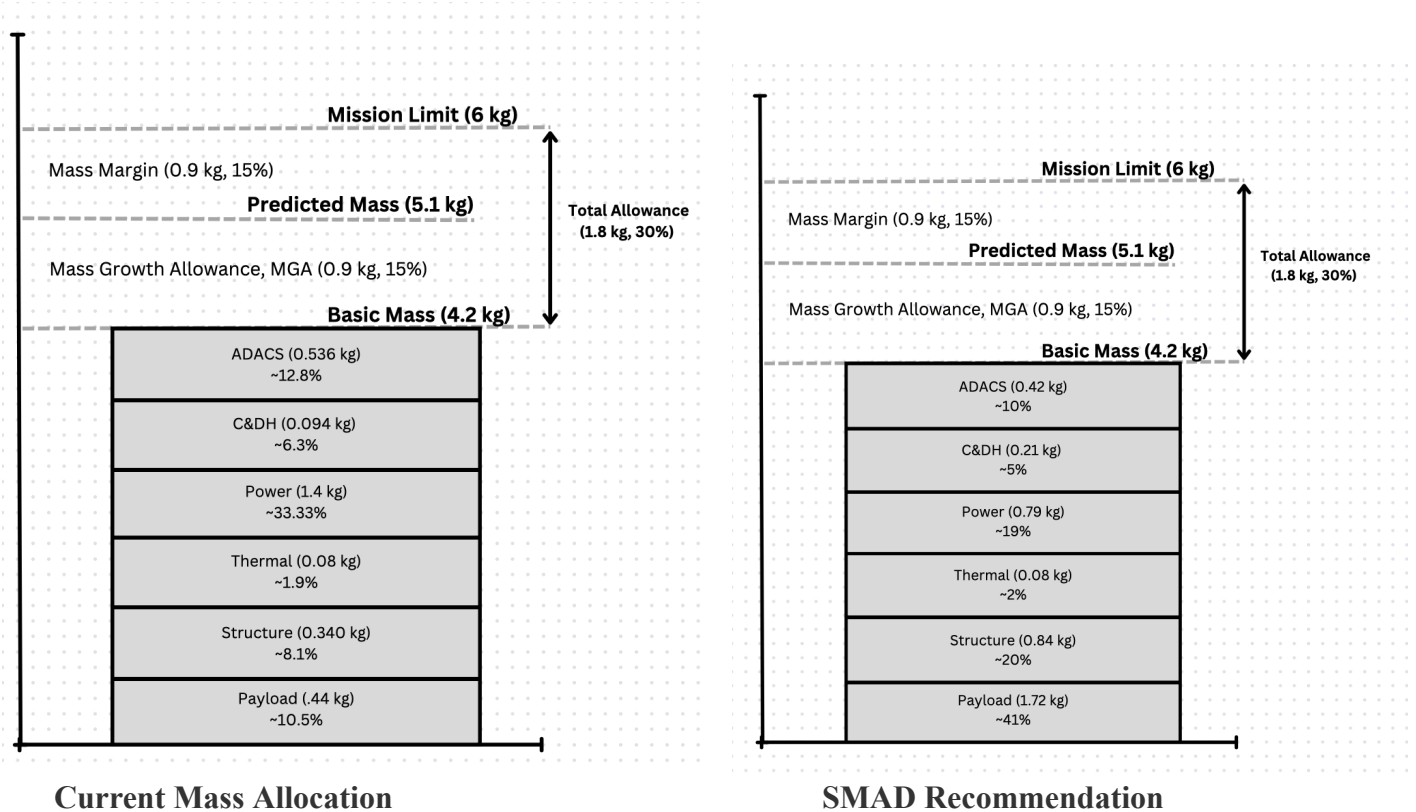 Mission Limit (6 kg)
Mass Margin (0.9 kg, 15%)
Predicted Mass (5.1 kg)
Total Allowance
(1.8 kg, 30%)
Mass Growth Allowance, MGA (0.9 kg, 15%)
Basic Mass (4.2 kg)
ADACS (0.536 kg)
~12.8%
C&DH (0.094 kg)
~6.3%
Power (1.4 kg)
~33.33%
Thermal (0.08 kg)
~1.9%
Structure (0.340 kg)
~8.1%
Payload (.44 kg)
~10.5%
Current Mass Allocation
Mission Limit (6 kg)
Mass Margin (0.9 kg, 15%)
Predicted Mass (5.1 kg)
Total Allowance
(1.8 kg, 30%)
Mass Growth Allowance, MGA (0.9 kg, 15%)
Basic Mass (4.2 kg)
ADACS (0.42 kg)
~10%
C&DH (0.21 kg)
~5%
Power (0.79 kg)
~19%
Thermal (0.08 kg)
~2%
Structure (0.84 kg)
~20%
Payload (1.72 kg)
~41%
SMAD Recommendation